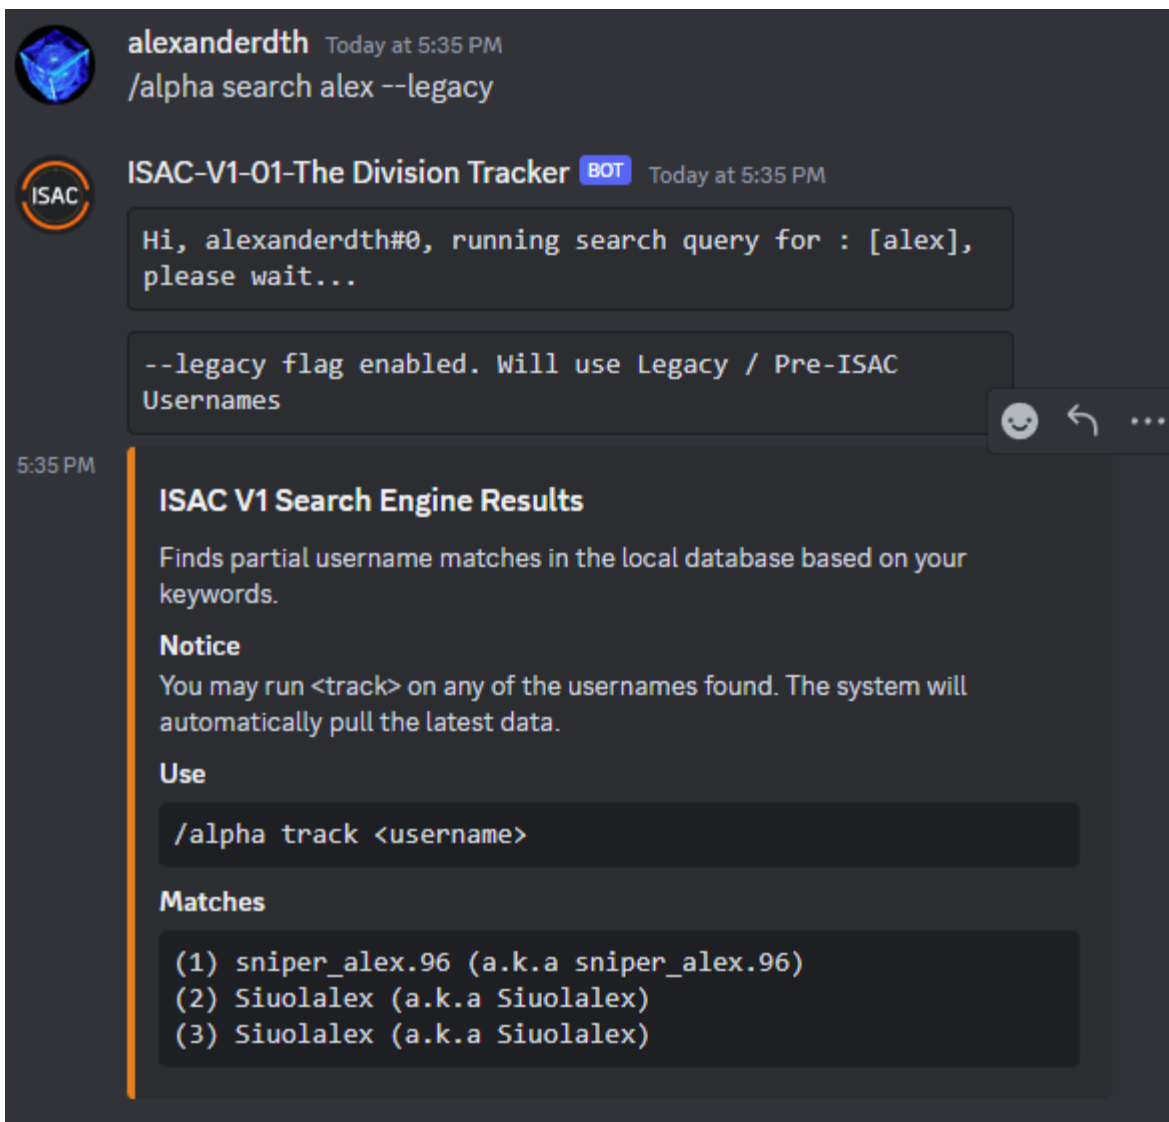 alexanderdth Today at 5:35 PM
/alpha search alex --legacy
ISAC
ISAC-V1-01-The Division Tracker BOT Today at 5:35 PM
Hi, alexanderdth#0, running search query for : [alex],
please wait...
--legacy flag enabled. Will use Legacy / Pre-ISAC
Usernames
5:35 PM
ISAC V1 Search Engine Results
Finds partial username matches in the local database based on your
keywords.
Notice
You may run <track> on any of the usernames found. The system will
automatically pull the latest data.
Use
/alpha track <username>
Matches
(1) sniper_alex.96 (a.k.a sniper_alex.96)
(2) Siuolalex (a.k.a Siuolalex)
(3) Siuolalex (a.k.a Siuolalex)